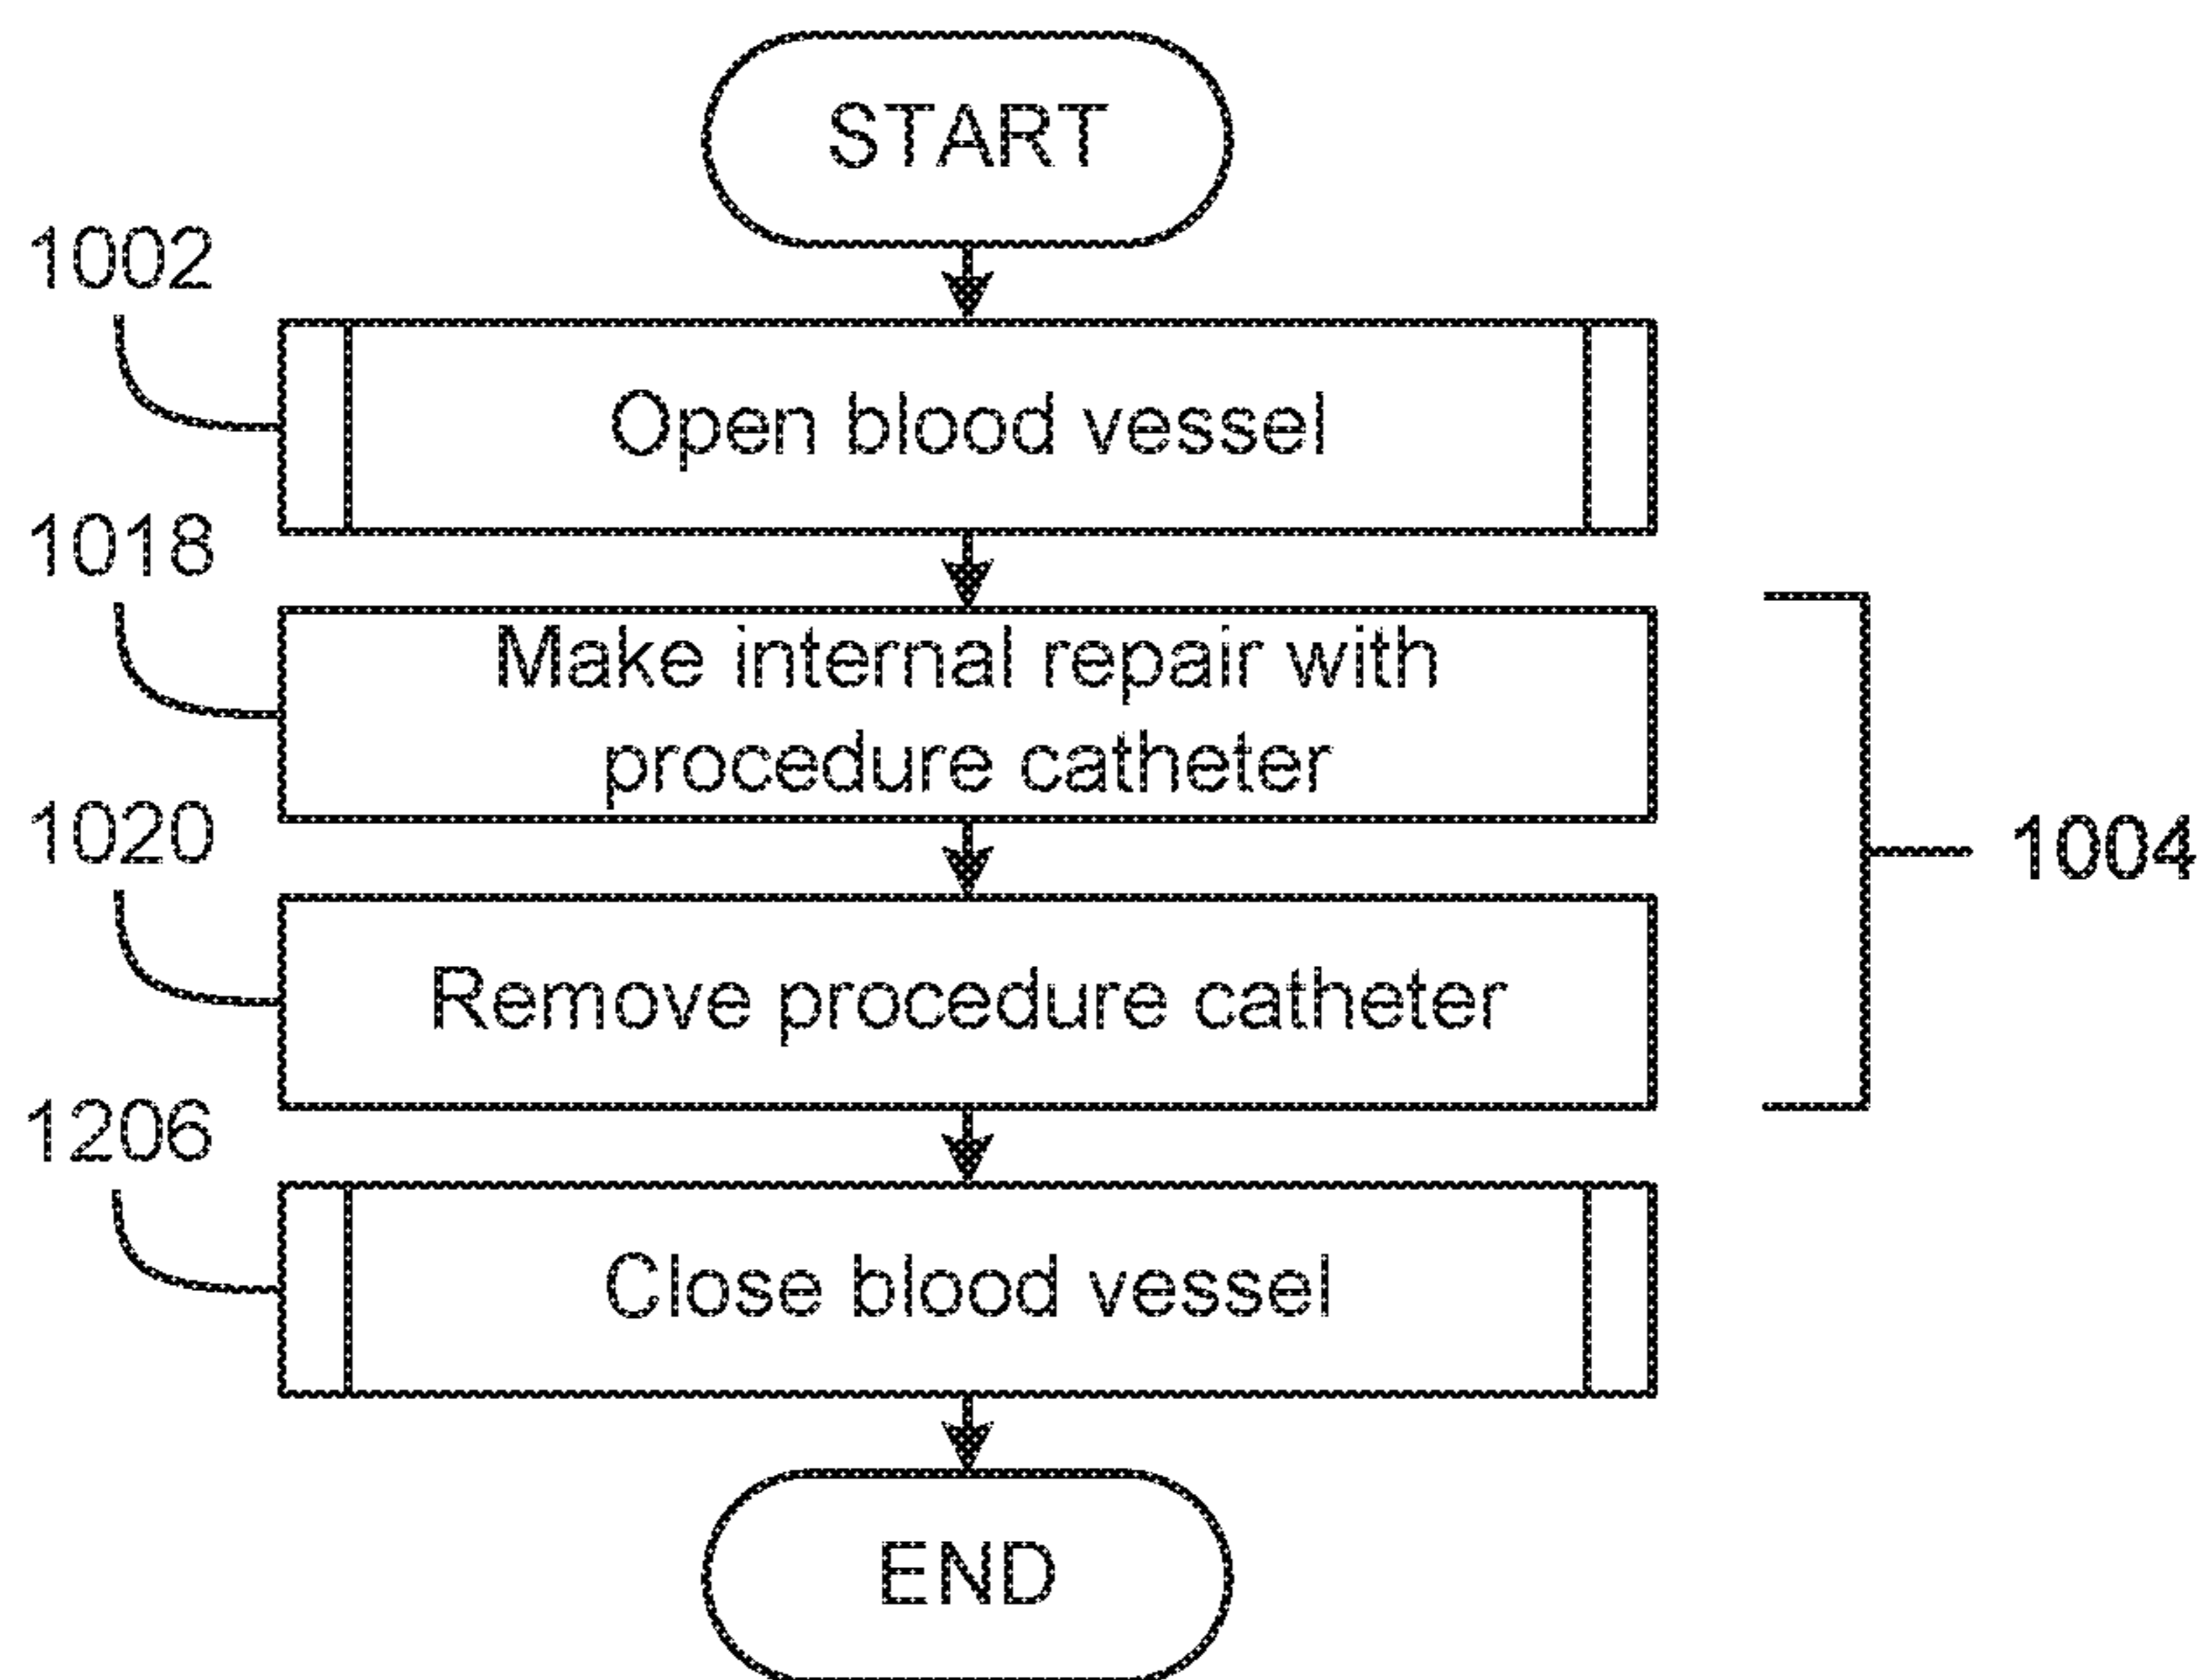 START
1002
Open blood vessel
1018
Make internal repair with
procedure catheter
1004
1020
Remove procedure catheter
1206
Close blood vessel
END